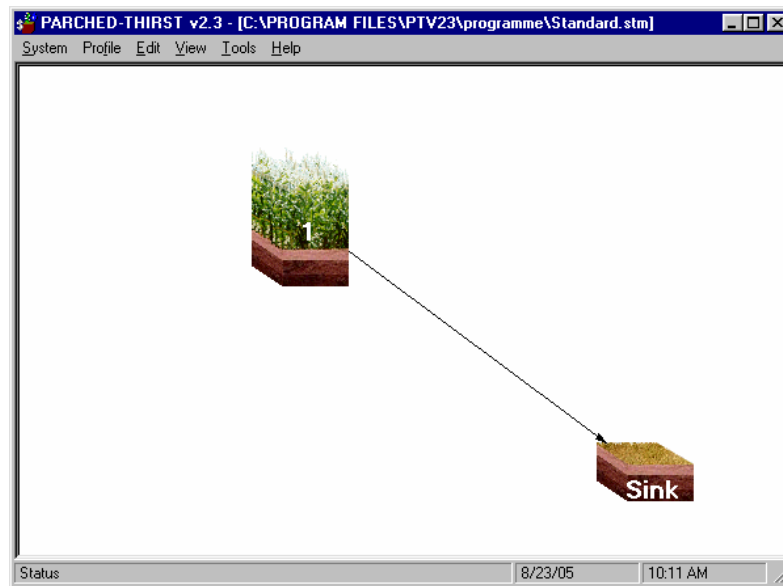 PARCHED-THIRST v2.3 - [C:\PROGRAM FILES\PTV23\programme\Standard.stm]
System Profile Edit View Tools Help
1
Sink
Status 8/23/05 10:11 AM